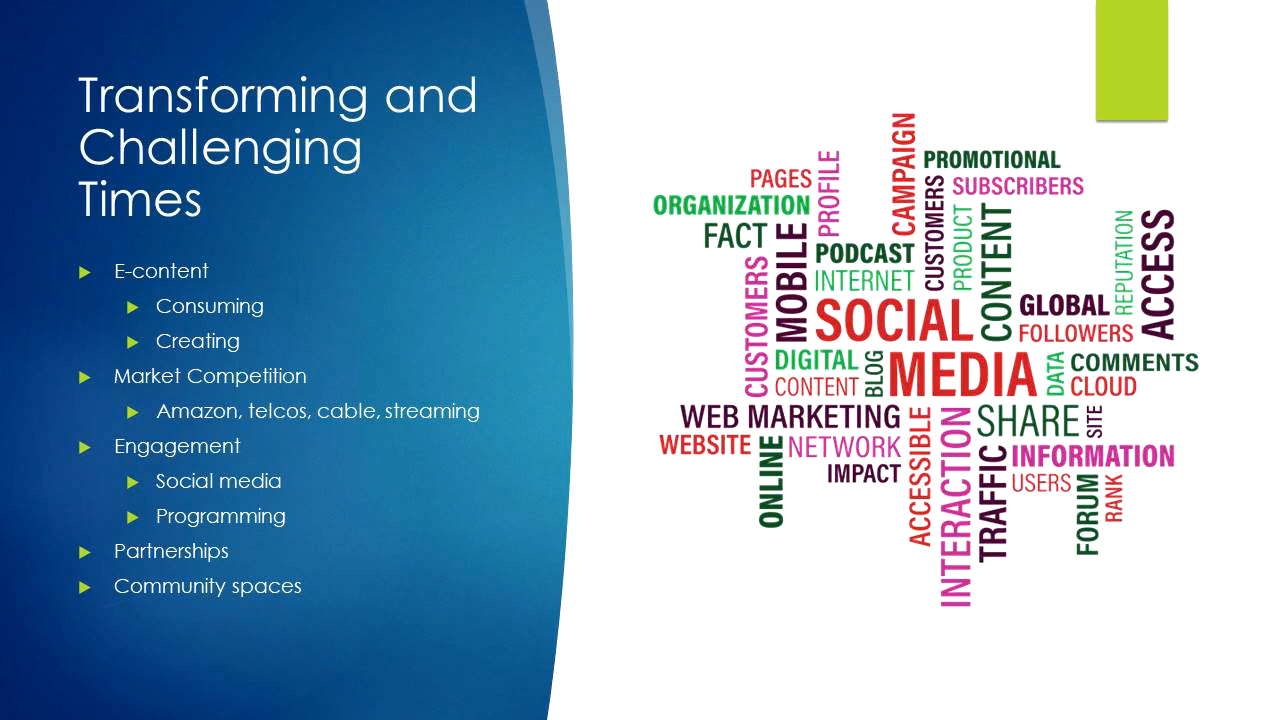 Transforming and
Challenging
Times
E-content
Consuming
Creating
Market Competition
Amazon, telcos, cable, streaming
Engagement
Social media
Programming
Partnerships
Community spaces
CAMPAIGN
PROMOTIONAL
PROFILE
PAGES
SUBSCRIBERS
CUSTOMERS
ORGANIZATION
PRODUCT
CONTENT
REPUTATION
ACCESS
FACT
MOBILE
PODCAST
INTERNET
CUSTOMERS
SOCIAL
GLOBAL
FOLLOWERS
DIGITAL
BLOG
MEDIA
DATA
COMMENTS
CONTENT
CLOUD
WEB MARKETING
SHARE
SITE
WEBSITE
ONLINE
NETWORK
ACCESSIBLE
INTERACTION
TRAFFIC
INFORMATION
IMPACT
USERS
FORUM
RANK